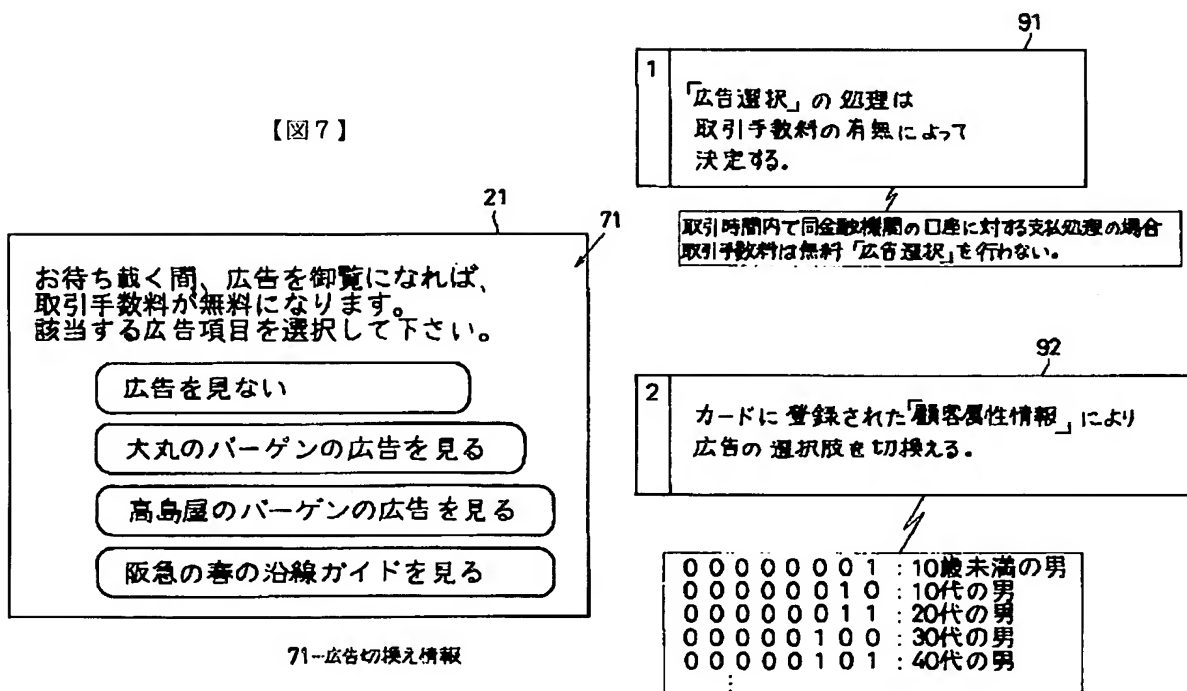 【図7】
21
71
お待ち戴く間、広告を御覧になれば、
取引手数料が無料になります。
該当する広告項目を選択して下さい。
広告を見ない
大丸のバーゲンの広告を見る
高島屋のバーゲンの広告を見る
阪急の春の沿線ガイドを見る
71--広告切換え情報
91
1
「広告選択」の処理は
取引手数料の有無によって
決定する。
取引時間内で同金融機関の口座に対する支払処理の場合
取引手数料は無料「広告選択」を行わない。
92
2
カードに登録された「顧客属性情報」により
広告の選択肢を切換える。
00000001:10歳未満の男
00000010:10代の男
00000011:20代の男
00000100:30代の男
00000101:40代の男
⋮